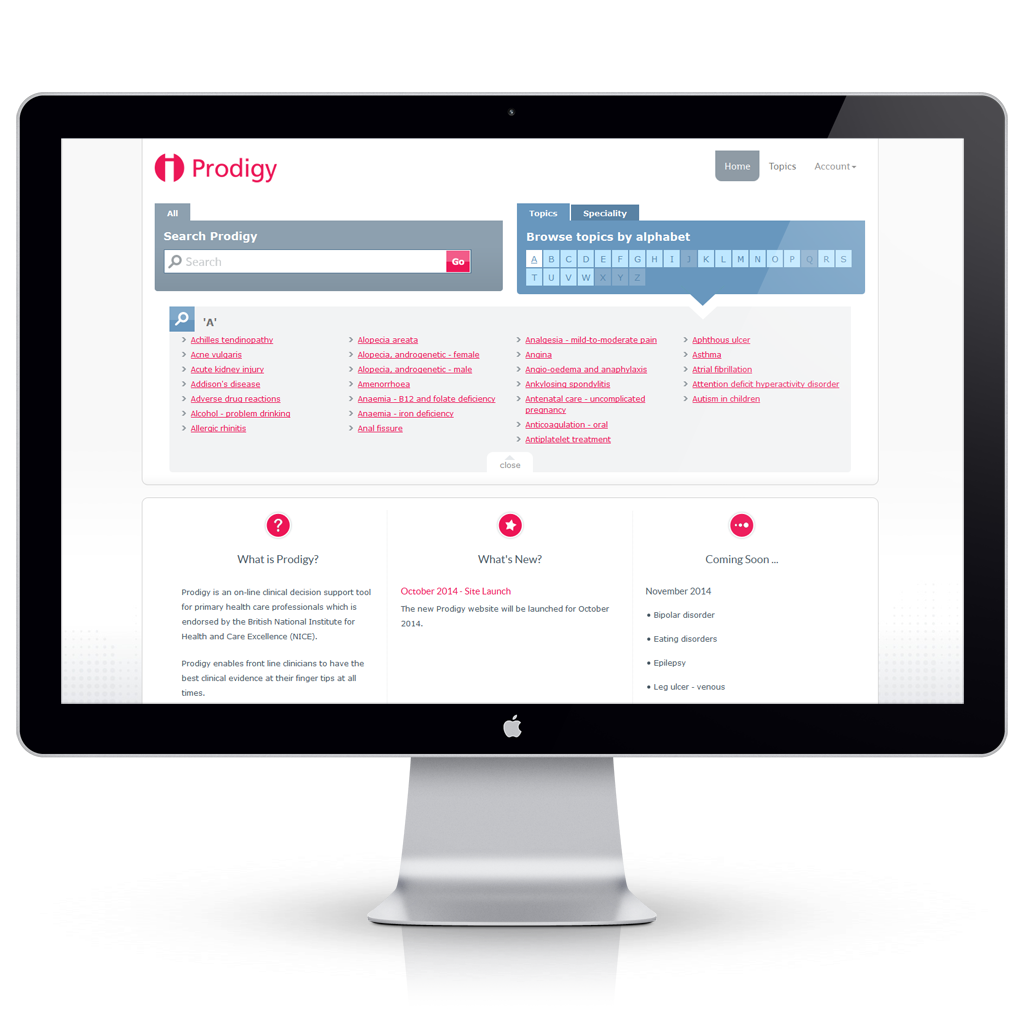 Prodigy
Home Topics Account
All
Search Prodigy
Search Go
Topics Speciality
Browse topics by alphabet
A B C D E F G H I J K L M N O P Q R S
T U V W X Y Z
'A'
Achilles tendinopathy
Acne vulgaris
Acute kidney injury
Addison's disease
Adverse drug reactions
Alcohol - problem drinking
Allergic rhinitis
Alopecia areata
Alopecia, androgenetic - female
Alopecia, androgenetic - male
Amenorrhoea
Anaemia - B12 and folate deficiency
Anaemia - iron deficiency
Anal fissure
Analgesia - mild-to-moderate pain
Angina
Angio-oedema and anaphylaxis
Ankylosing spondylitis
Antenatal care - uncomplicated
pregnancy
Anticoagulation - oral
Antiplatelet treatment
Aphthous ulcer
Asthma
Atrial fibrillation
Attention deficit hyperactivity disorder
Autism in children
close
?
What is Prodigy?
Prodigy is an on-line clinical decision support tool
for primary health care professionals which is
endorsed by the British National Institute for
Health and Care Excellence (NICE).
Prodigy enables front line clinicians to have the
best clinical evidence at their finger tips at all
times.
What's New?
October 2014 - Site Launch
The new Prodigy website will be launched for October
2014.
Coming Soon ...
November 2014
• Bipolar disorder
• Eating disorders
• Epilepsy
• Leg ulcer - venous